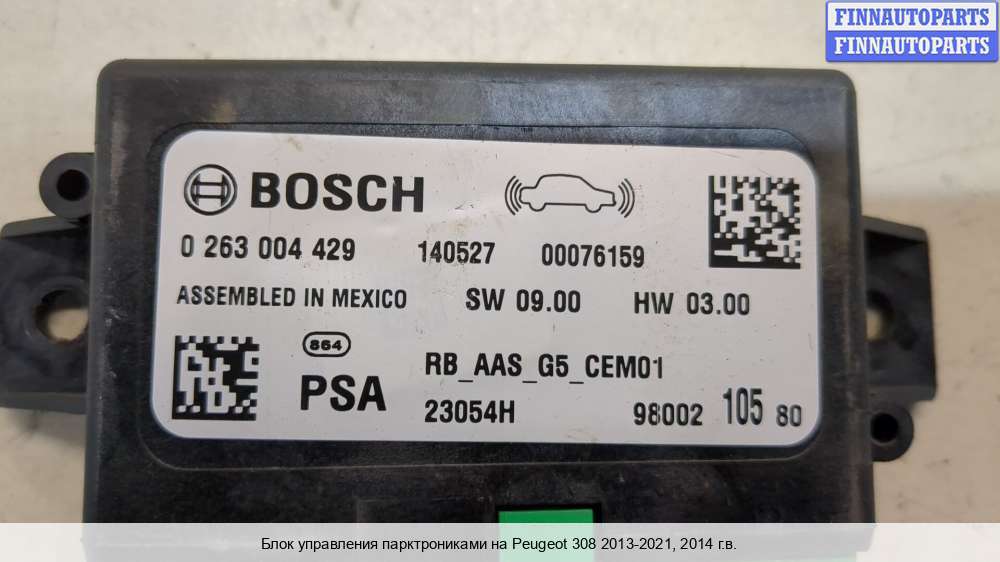 FINNAUTOPARTS
FINNAUTOPARTS
BOSCH
0 263 004 429 140527 00076159
ASSEMBLED IN MEXICO SW 09.00 HW 03.00
864
PSA RB_AAS_G5_CEM01
23054H 98002 105 80
Блок управления парктрониками на Peugeot 308 2013-2021, 2014 г.в.